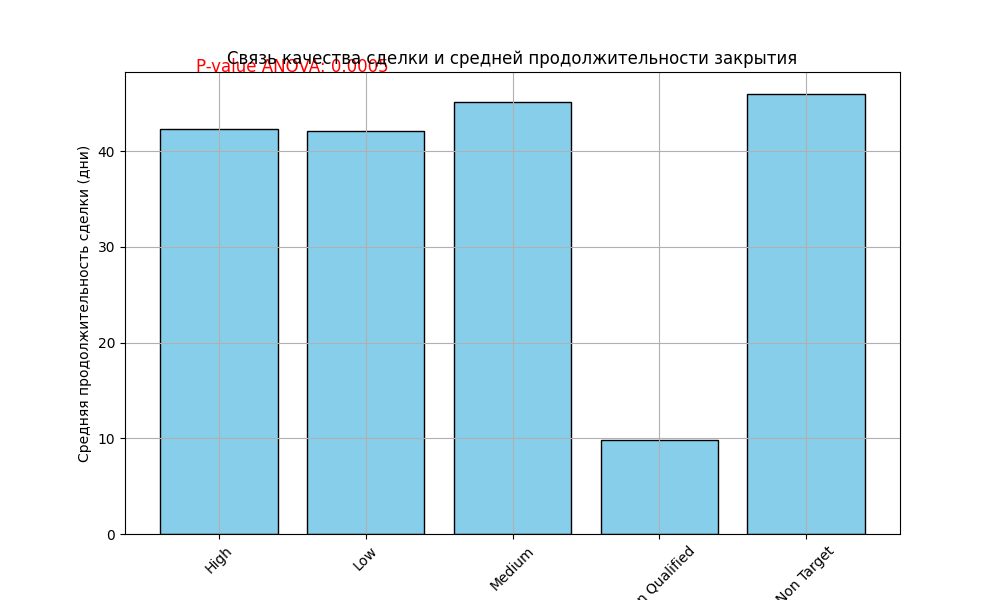 Связь качества сделки и средней продолжительности закрытия
P-value ANOVA: 0.0005
Средняя продолжительность сделки (дни)
40
30
20
10
0
High
Low
Medium
n Qualified
Non Target